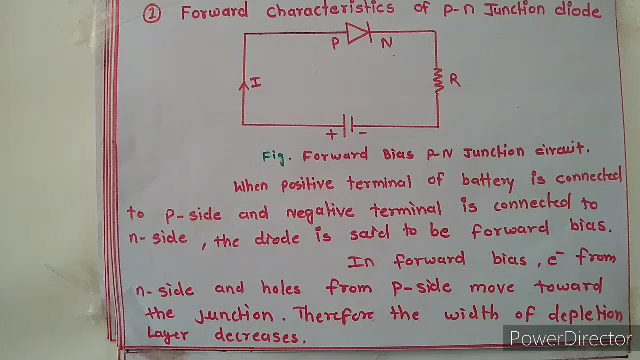 ① Forward characteristics of p-n Junction diode
P N
I
R
+ -
Fig. Forward Bias P-N Junction circuit.
When positive terminal of battery is connected
to p-side and negative terminal is connected to
n-side, the diode is said to be forward bias.
In forward bias, e⁻ from
n-side and holes from p-side move toward
the junction. Therefore the width of depletion
Layer decreases.
PowerDirector